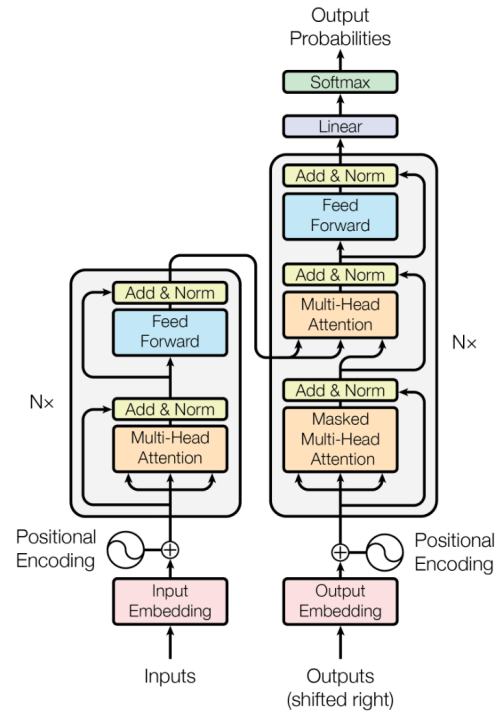 Output
Probabilities
Softmax
Linear
Add & Norm
Feed
Forward
Add & Norm
Multi-Head
Attention
Add & Norm
Masked
Multi-Head
Attention
N×
Add & Norm
Feed
Forward
Add & Norm
Multi-Head
Attention
N×
Positional
Encoding
Positional
Encoding
Input
Embedding
Output
Embedding
Inputs
Outputs
(shifted right)